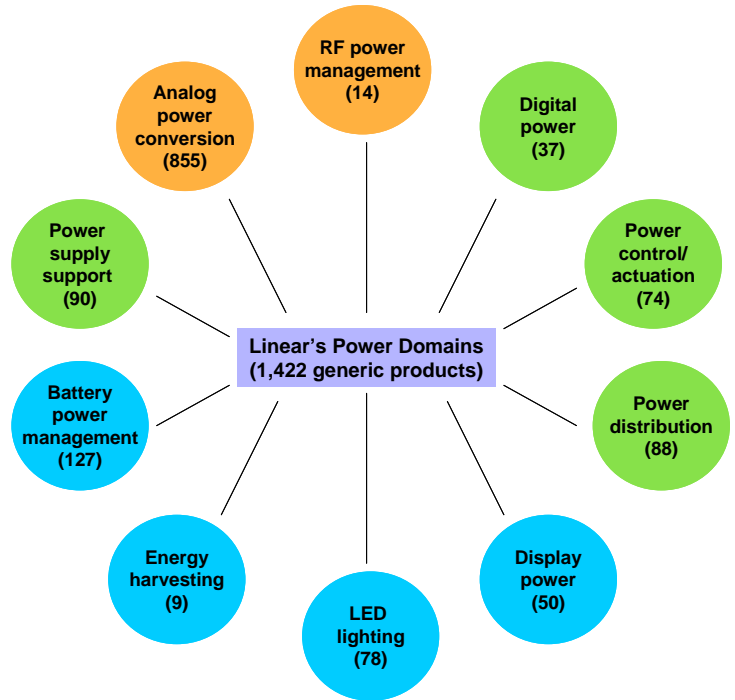 RF power
management
(14)
Analog
power
conversion
(855)
Digital
power
(37)
Power
supply
support
(90)
Power
control/
actuation
(74)
Linear's Power Domains
(1,422 generic products)
Battery
power
management
(127)
Power
distribution
(88)
Energy
harvesting
(9)
LED
lighting
(78)
Display
power
(50)